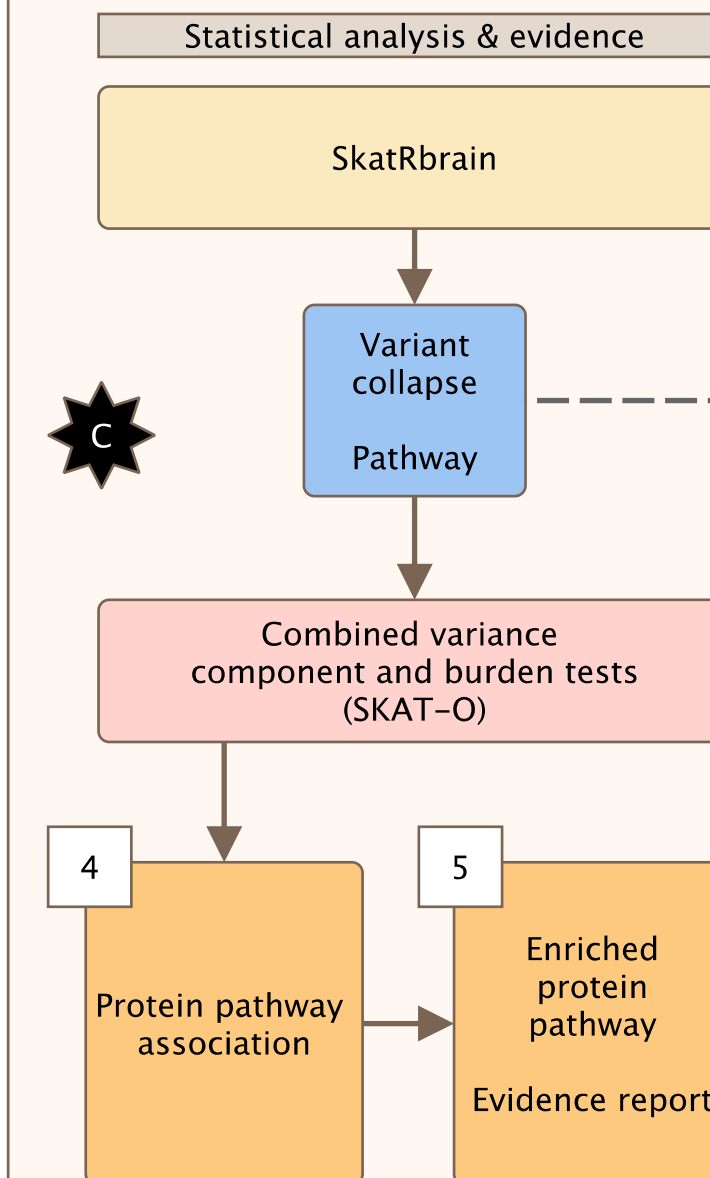 Statistical analysis & evidence
SkatRbrain
Variant
collapse
Pathway
C
Combined variance
component and burden tests
(SKAT-O)
4
5
Protein pathway
association
Enriched
protein
pathway
Evidence report